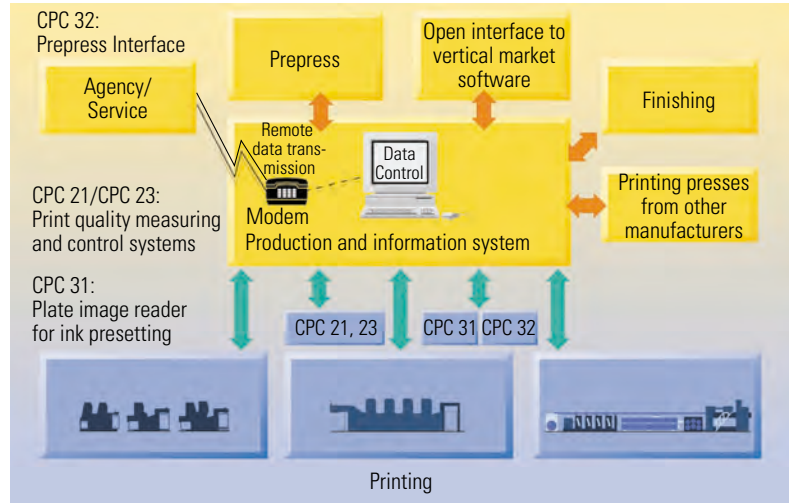 CPC 32:
Prepress Interface
Agency/
Service
Prepress
Open interface to
vertical market
software
Finishing
Remote
data trans-
mission
Data
Control
Modem
Production and information system
Printing presses
from other
manufacturers
CPC 21/CPC 23:
Print quality measuring
and control systems
CPC 31:
Plate image reader
for ink presetting
CPC 21, 23
CPC 31
CPC 32
Printing